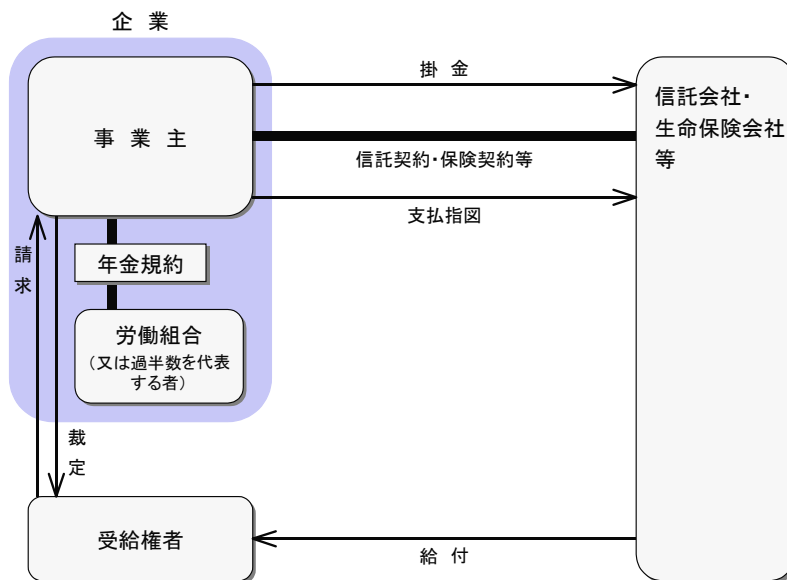 企 業
事 業 主
掛 金
信託会社・
生命保険会社
等
信託契約・保険契約等
支払指図
請
求
年金規約
労働組合
（又は過半数を代表
する者）
裁
定
受給権者
給 付